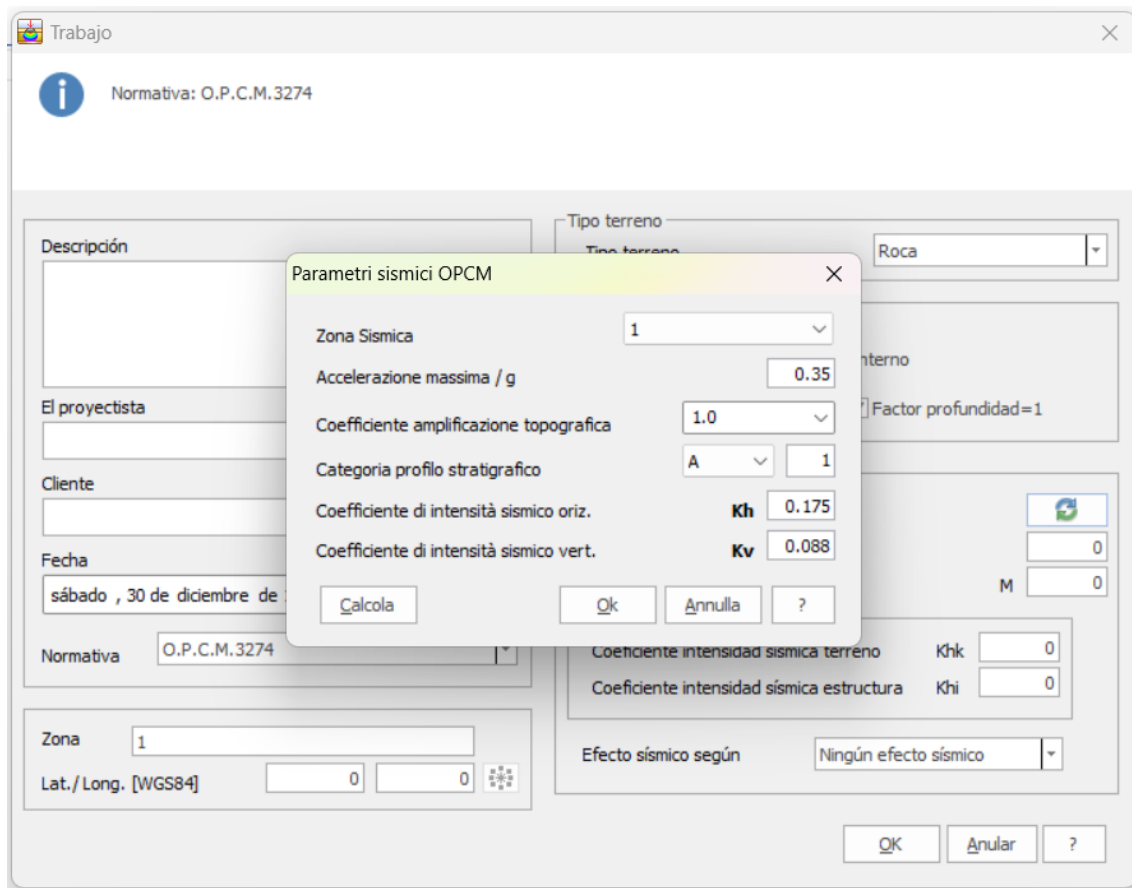 Trabajo
Normativa: O.P.C.M.3274
Descripción
El proyectista
Cliente
Fecha
sábado , 30 de diciembre de
Normativa O.P.C.M.3274
Zona 1
Lat./Long. [WGS84] 0 0
Tipo terreno
Tipo terreno Roca
nterno
Factor profundidad=1
0
M 0
Coeficiente intensidad sísmica terreno Khk 0
Coeficiente intensidad sísmica estructura Khi 0
Efecto sísmico según Ningún efecto sísmico
OK Anular ?
Parametri sismici OPCM
Zona Sismica 1
Accelerazione massima / g 0.35
Coefficiente amplificazione topografica 1.0
Categoria profilo stratigrafico A 1
Coefficiente di intensità sismico oriz. Kh 0.175
Coefficiente di intensità sismico vert. Kv 0.088
Calcola Ok Annulla ?